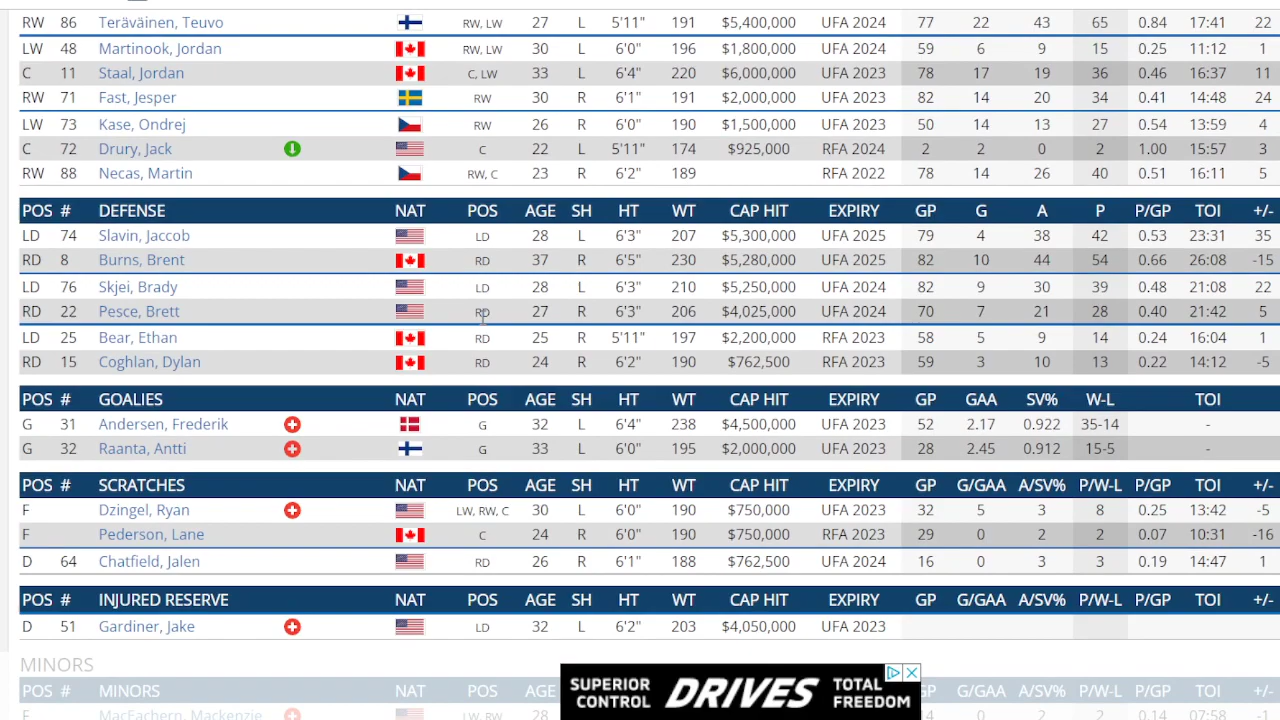 RW 86 Teräväinen, Teuvo RW, LW 27 L 5'11" 191 $5,400,000 UFA 2024 77 22 43 65 0.84 17:41 22
LW 48 Martinook, Jordan RW, LW 30 L 6'0" 196 $1,800,000 UFA 2024 59 6 9 15 0.25 11:12 1
C 11 Staal, Jordan C, LW 33 L 6'4" 220 $6,000,000 UFA 2023 78 17 19 36 0.46 16:37 11
RW 71 Fast, Jesper RW 30 R 6'1" 191 $2,000,000 UFA 2023 82 14 20 34 0.41 14:48 24
LW 73 Kase, Ondrej RW 26 R 6'0" 190 $1,500,000 UFA 2023 50 14 13 27 0.54 13:59 4
C 72 Drury, Jack C 22 L 5'11" 174 $925,000 RFA 2024 2 2 0 2 1.00 15:57 3
RW 88 Necas, Martin RW, C 23 R 6'2" 189 RFA 2022 78 14 26 40 0.51 16:11 5
POS # DEFENSE NAT POS AGE SH HT WT CAP HIT EXPIRY GP G A P P/GP TOI +/-
LD 74 Slavin, Jaccob LD 28 L 6'3" 207 $5,300,000 UFA 2025 79 4 38 42 0.53 23:31 35
RD 8 Burns, Brent RD 37 R 6'5" 230 $5,280,000 UFA 2025 82 10 44 54 0.66 26:08 -15
LD 76 Skjei, Brady LD 28 L 6'3" 210 $5,250,000 UFA 2024 82 9 30 39 0.48 21:08 22
RD 22 Pesce, Brett RD 27 R 6'3" 206 $4,025,000 UFA 2024 70 7 21 28 0.40 21:42 5
LD 25 Bear, Ethan RD 25 R 5'11" 197 $2,200,000 RFA 2023 58 5 9 14 0.24 16:04 1
RD 15 Coghlan, Dylan RD 24 R 6'2" 190 $762,500 RFA 2023 59 3 10 13 0.22 14:12 -5
POS # GOALIES NAT POS AGE SH HT WT CAP HIT EXPIRY GP GAA SV% W-L TOI
G 31 Andersen, Frederik G 32 L 6'4" 238 $4,500,000 UFA 2023 52 2.17 0.922 35-14 -
G 32 Raanta, Antti G 33 L 6'0" 195 $2,000,000 UFA 2023 28 2.45 0.912 15-5 -
POS # SCRATCHES NAT POS AGE SH HT WT CAP HIT EXPIRY GP G/GAA A/SV% P/W-L P/GP TOI +/-
F Dzingel, Ryan LW, RW, C 30 L 6'0" 190 $750,000 UFA 2023 32 5 3 8 0.25 13:42 -5
F Pederson, Lane C 24 R 6'0" 190 $750,000 RFA 2023 29 0 2 2 0.07 10:31 -16
D 64 Chatfield, Jalen RD 26 R 6'1" 188 $762,500 UFA 2024 16 0 3 3 0.19 14:47 1
POS # INJURED RESERVE NAT POS AGE SH HT WT CAP HIT EXPIRY GP G/GAA A/SV% P/W-L P/GP TOI +/-
D 51 Gardiner, Jake LD 32 L 6'2" 203 $4,050,000 UFA 2023
MINORS
POS # MINORS NAT POS AGE G/GAA A/SV% P/W-L P/GP TOI +/-
F MacEachern, Mackenzie LW, RW 28 0 2 0.14 07:58 -1
SUPERIOR CONTROL DRIVES TOTAL FREEDOM